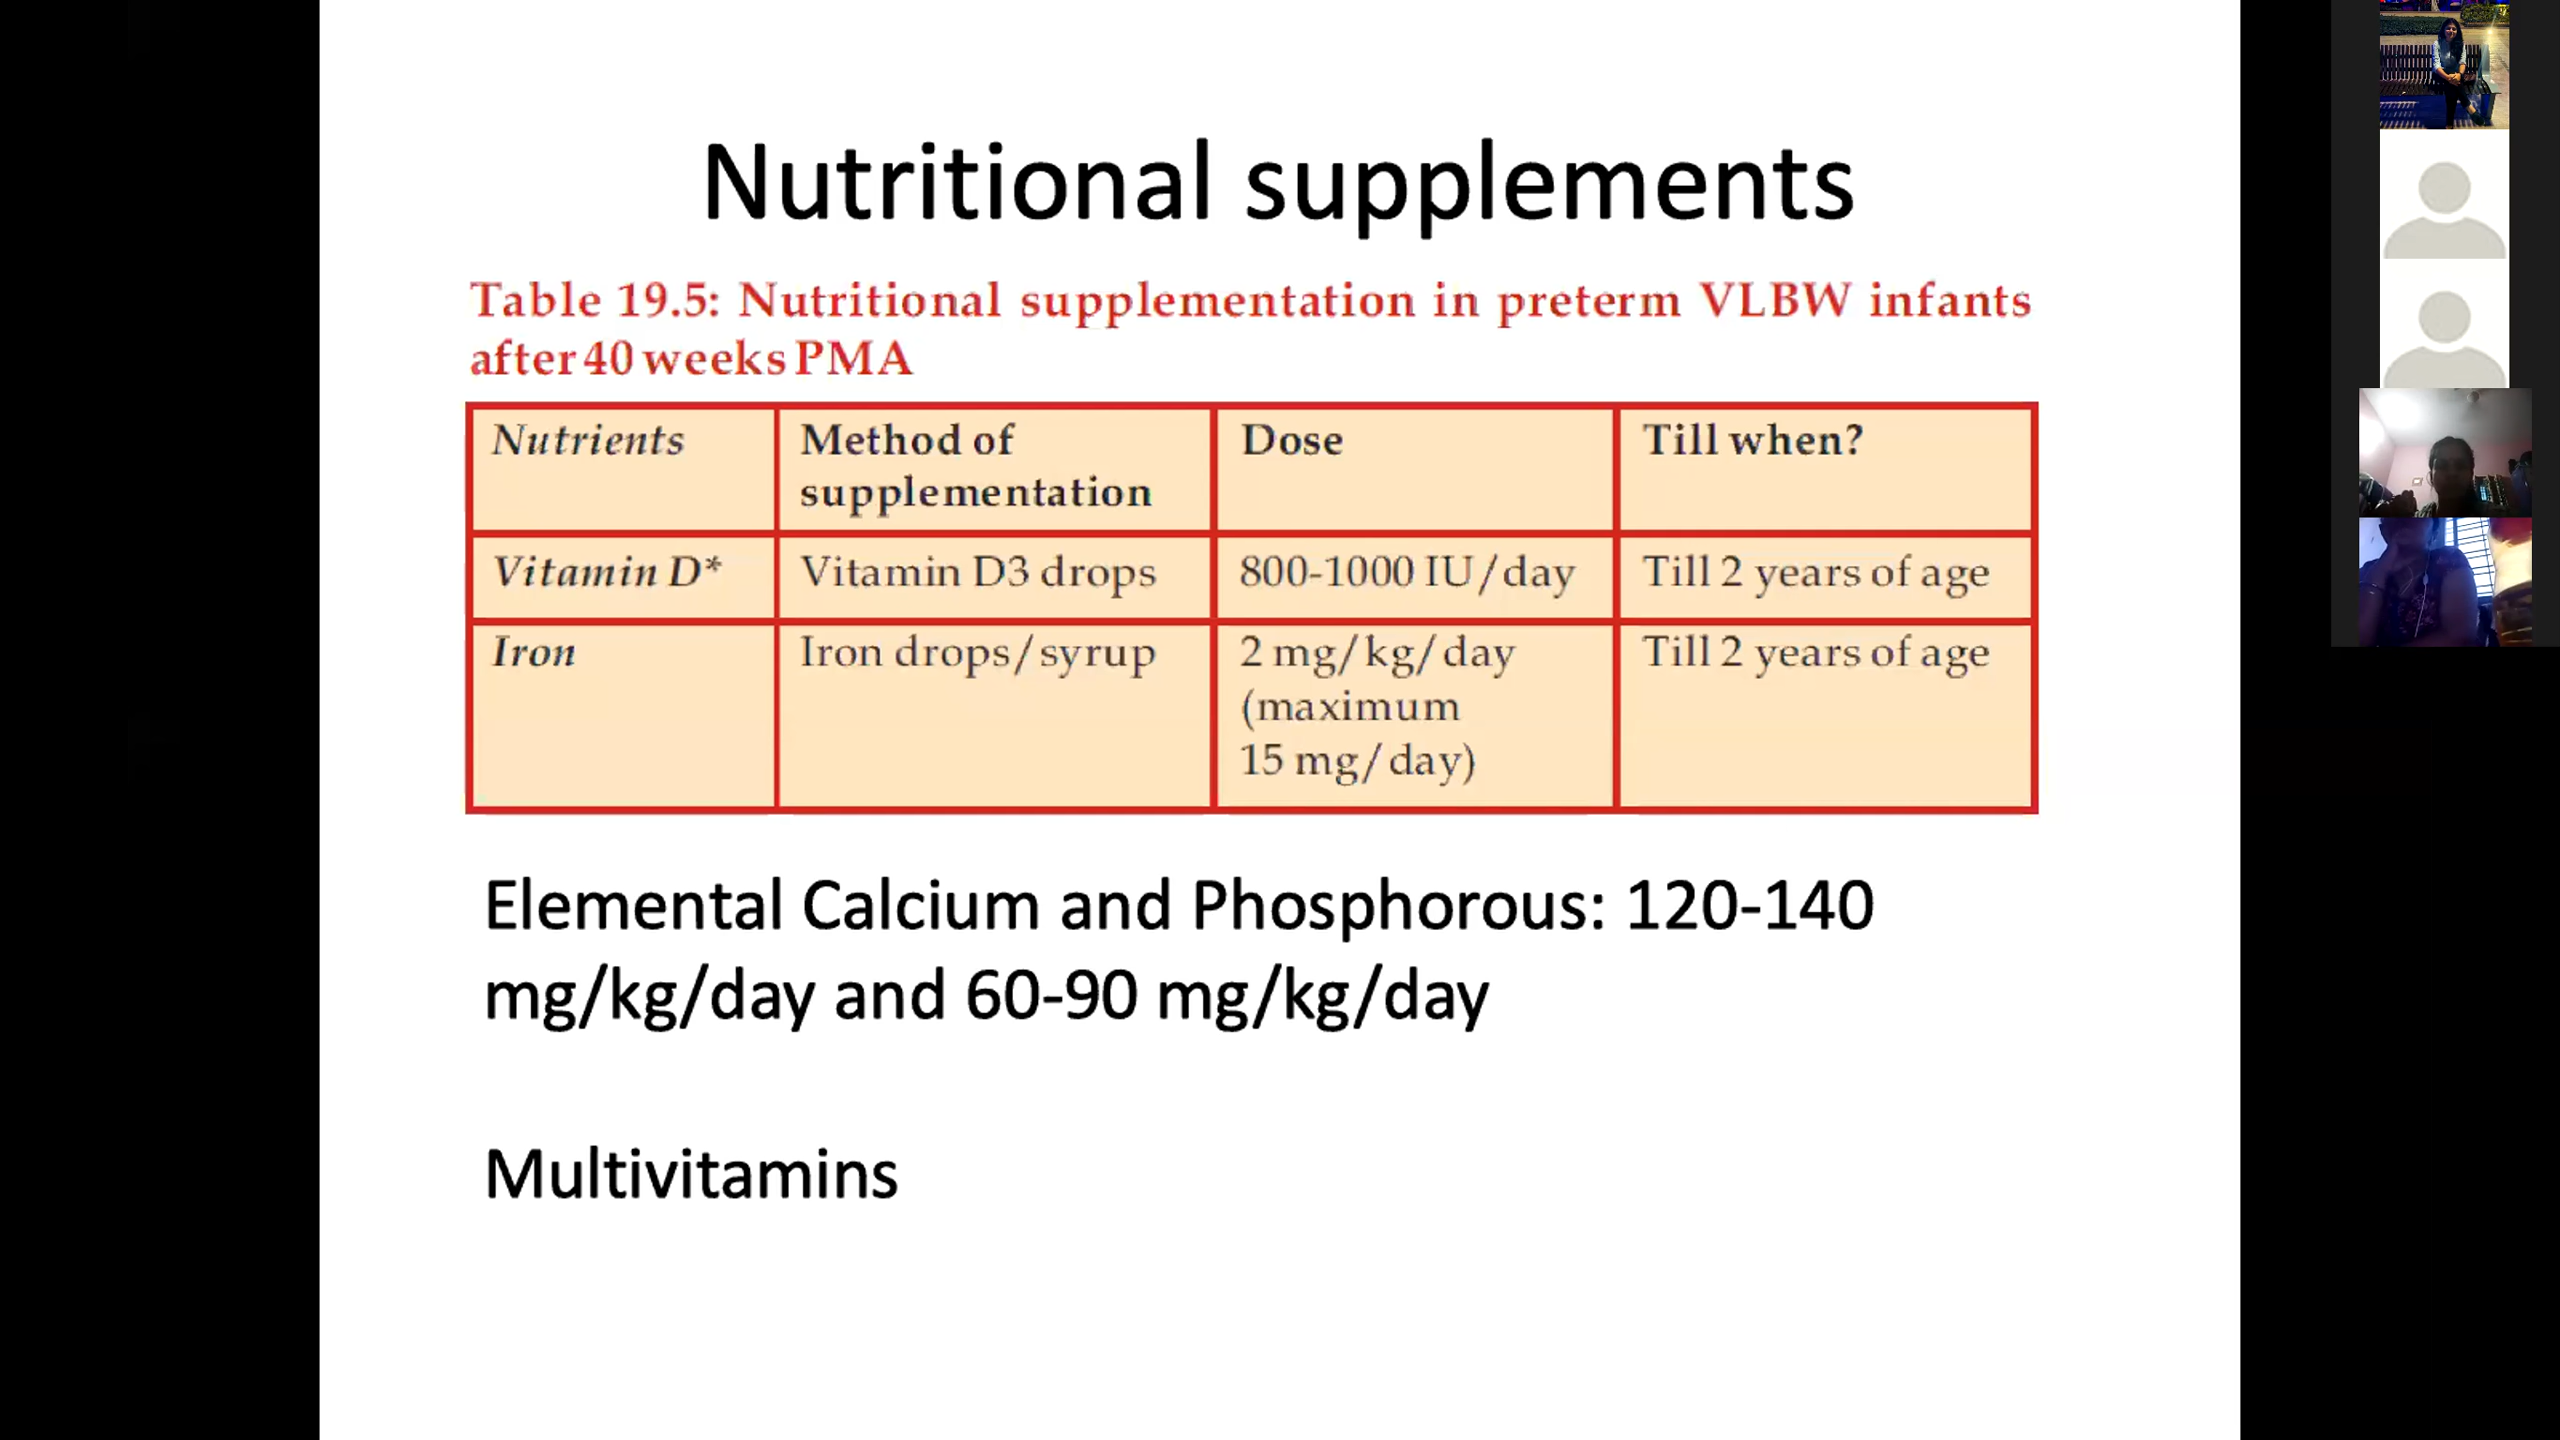 Nutritional supplements
Table 19.5: Nutritional supplementation in preterm VLBW infants
after 40 weeks PMA
Nutrients
Method of
supplementation
Dose
Till when?
Vitamin D*
Vitamin D3 drops
800-1000 IU/day
Till 2 years of age
Iron
Iron drops/syrup
2 mg/kg/day
(maximum
15 mg/day)
Till 2 years of age
Elemental Calcium and Phosphorous: 120-140
mg/kg/day and 60-90 mg/kg/day
Multivitamins